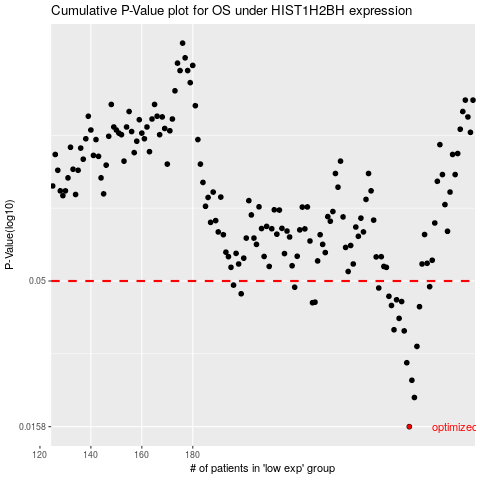 Cumulative P-Value plot for OS under HIST1H2BH expression
P-Value(log10)
0.05
0.0158
optimized
120 140 160 180
# of patients in 'low exp' group